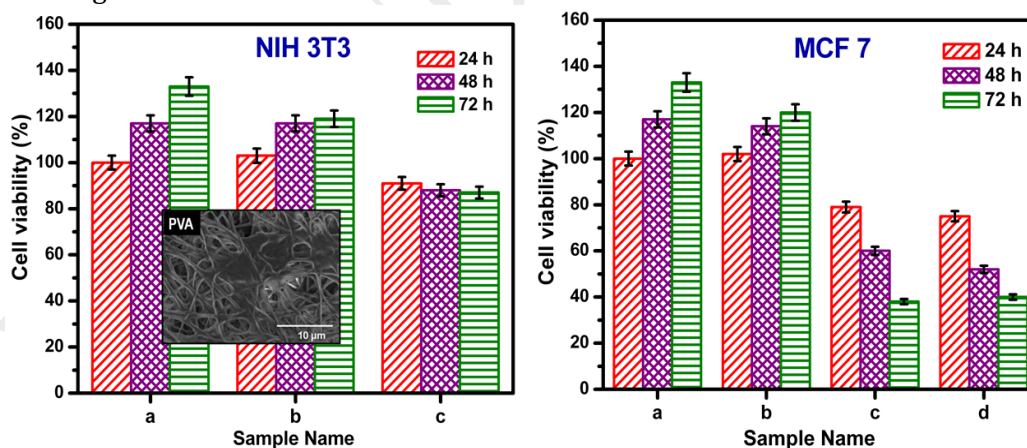 NIH 3T3
24 h
48 h
72 h
Cell viability (%)
160
140
120
100
80
60
40
20
0
PVA
10 µm
a b c
Sample Name
MCF 7
24 h
48 h
72 h
Cell viability (%)
160
140
120
100
80
60
40
20
0
a b c d
Sample Name